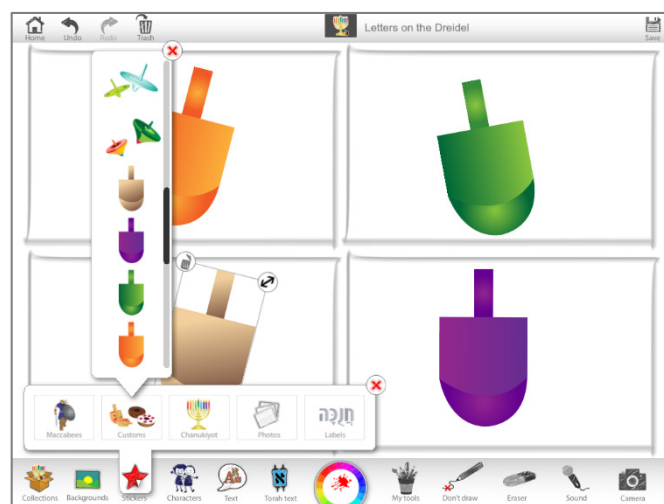 Home
Undo
Redo
Trash
Letters on the Dreidel
Save
Maccabees
Customs
Chanukiyot
Photos
חֲנֻכָּה
Labels
Collections
Backgrounds
Stickers
Characters
Text
Torah text
My tools
Don't draw
Eraser
Sound
Camera